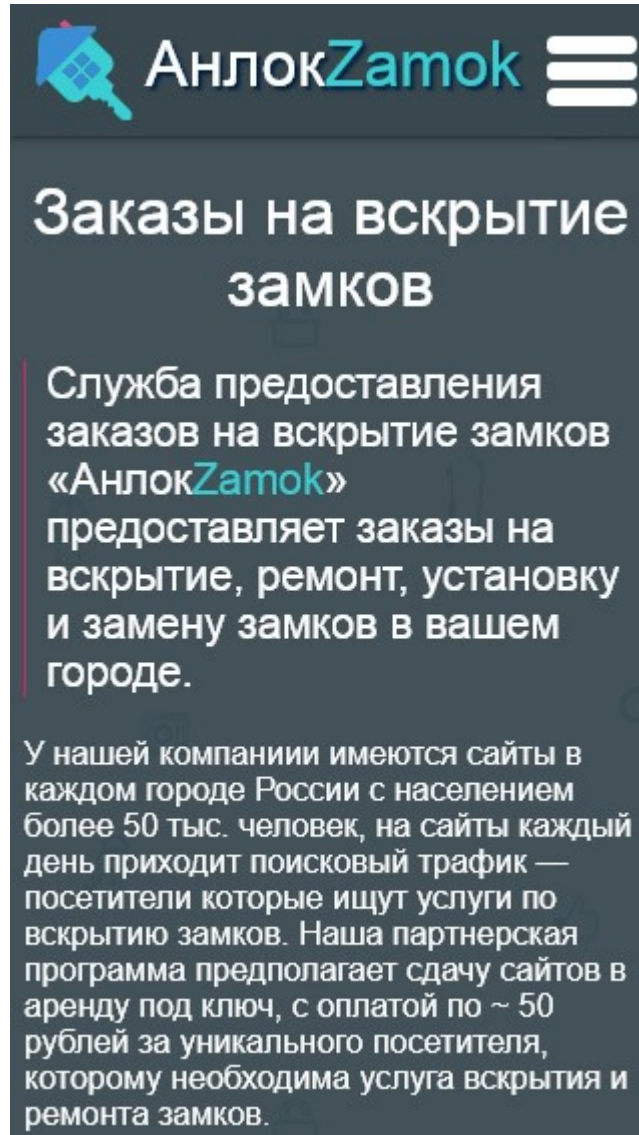 АнлокZamok
Заказы на вскрытие
замков
Служба предоставления
заказов на вскрытие замков
«АнлокZamok»
предоставляет заказы на
вскрытие, ремонт, установку
и замену замков в вашем
городе.
У нашей компаниии имеются сайты в
каждом городе России с населением
более 50 тыс. человек, на сайты каждый
день приходит поисковый трафик —
посетители которые ищут услуги по
вскрытию замков. Наша партнерская
программа предполагает сдачу сайтов в
аренду под ключ, с оплатой по ~ 50
рублей за уникального посетителя,
которому необходима услуга вскрытия и
ремонта замков.